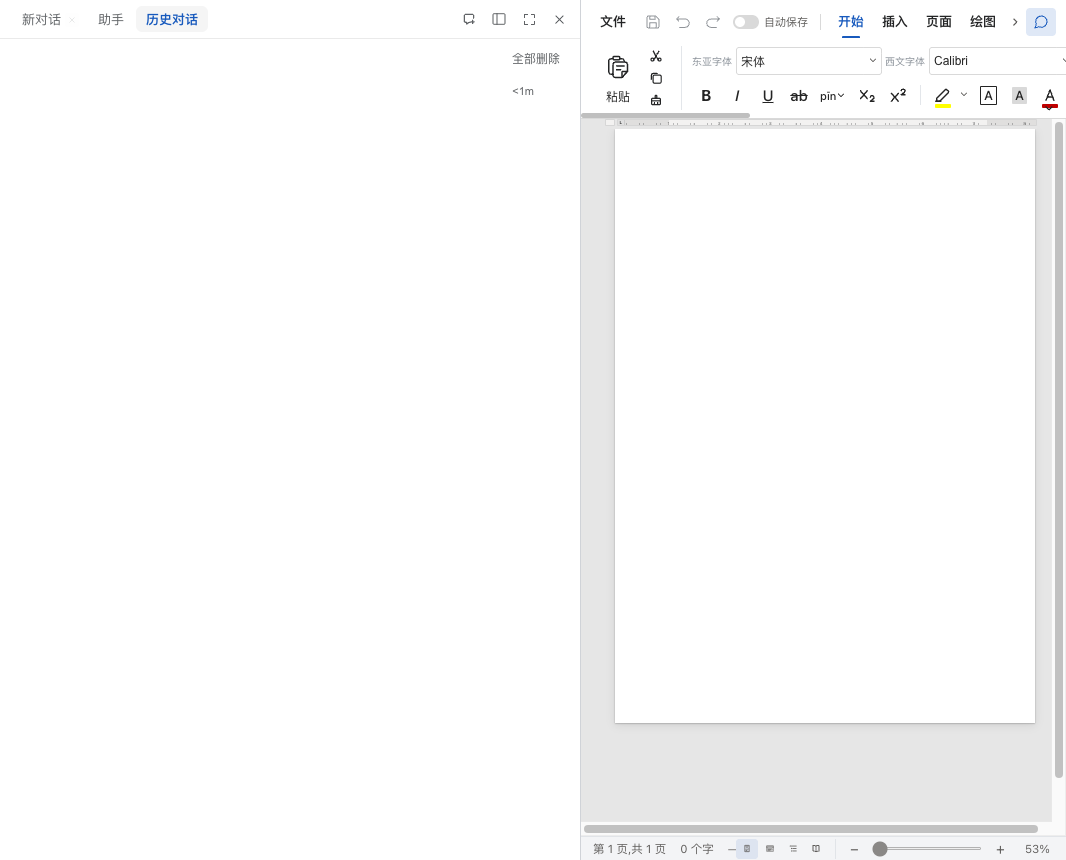 新对话 助手 历史对话
全部删除
<1m
文件 自动保存 开始 插入 页面 绘图
东亚字体 宋体 西文字体 Calibri
粘贴 B I U ab pīn X₂ X² A A A
第 1 页,共 1 页 0 个字 53%